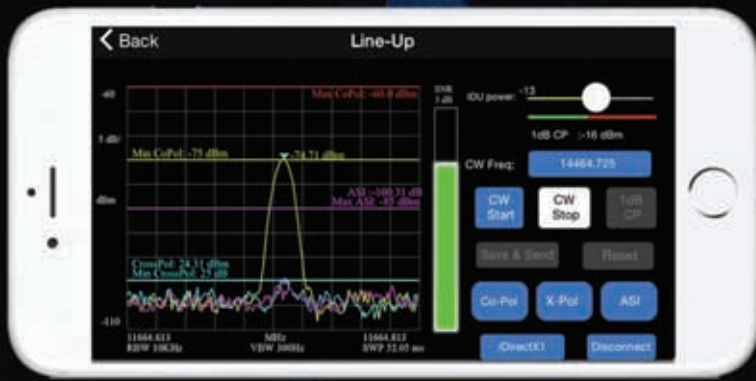 Back
Line-Up
-60
Max CoPol: -60.0 dBm
5 dB/
Min CoPol: -75 dBm
-74.71 dBm
dBm
ASI :-100.31 dB
Max ASI: -85 dBm
CrossPol: 24.31 dBm
Min CrossPol: 25 dB
-110
11664.613
MHz
11664.813
RBW 10KHz
VBW 300Hz
SWP 52.05 ms
SNR
3 dB
IDU power:
-13
1dB CP :-16 dBm
CW Freq:
14464.725
CW
Start
CW
Stop
1dB
CP
Save & Send
Reset
Co-Pol
X-Pol
ASI
iDirectX1
Disconnect